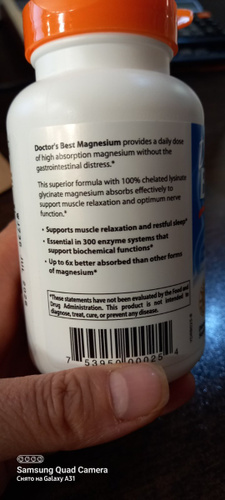 Doctor's Best Magnesium provides a daily dose
of high absorption magnesium without the
gastrointestinal distress.*
This superior formula with 100% chelated lysinate
glycinate magnesium absorbs effectively to
support muscle relaxation and optimum nerve
function.*
• Supports muscle relaxation and restful sleep*
• Essential in 300 enzyme systems that
support biochemical functions*
• Up to 6x better absorbed than other forms
of magnesium*
*These statements have not been evaluated by the Food and
Drug Administration. This product is not intended to
diagnose, treat, cure, or prevent any disease.
7 53950 00025 4
Samsung Quad Camera
Снято на Galaxy A31